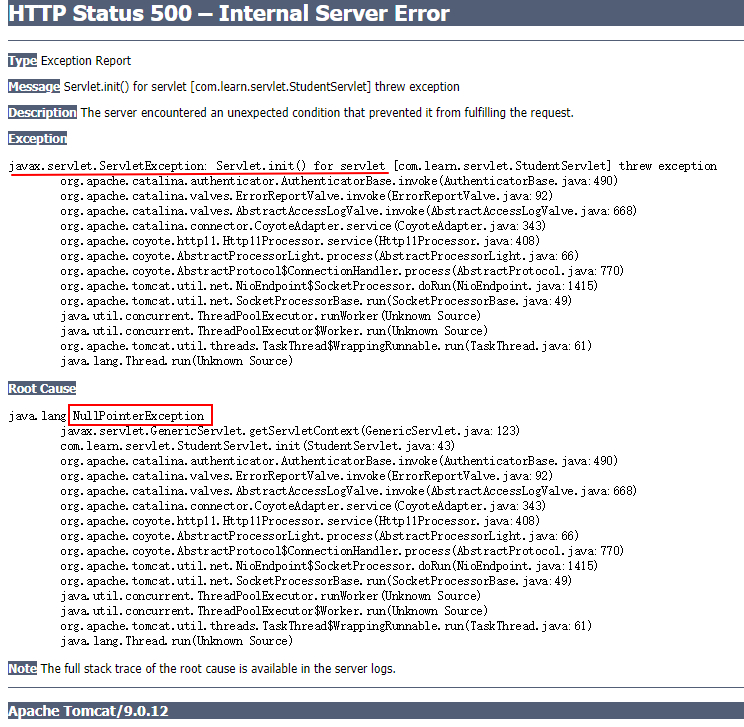 HTTP Status 500 – Internal Server Error
Type Exception Report
Message Servlet.init() for servlet [com.learn.servlet.StudentServlet] threw exception
Description The server encountered an unexpected condition that prevented it from fulfilling the request.
Exception
javax.servlet.ServletException: Servlet.init() for servlet [com.learn.servlet.StudentServlet] threw exception
org.apache.catalina.authenticator.AuthenticatorBase.invoke(AuthenticatorBase.java:490)
org.apache.catalina.valves.ErrorReportValve.invoke(ErrorReportValve.java:92)
org.apache.catalina.valves.AbstractAccessLogValve.invoke(AbstractAccessLogValve.java:668)
org.apache.catalina.connector.CoyoteAdapter.service(CoyoteAdapter.java:343)
org.apache.coyote.http11.Http11Processor.service(Http11Processor.java:408)
org.apache.coyote.AbstractProcessorLight.process(AbstractProcessorLight.java:66)
org.apache.coyote.AbstractProtocol$ConnectionHandler.process(AbstractProtocol.java:770)
org.apache.tomcat.util.net.NioEndpoint$SocketProcessor.doRun(NioEndpoint.java:1415)
org.apache.tomcat.util.net.SocketProcessorBase.run(SocketProcessorBase.java:49)
java.util.concurrent.ThreadPoolExecutor.runWorker(Unknown Source)
java.util.concurrent.ThreadPoolExecutor$Worker.run(Unknown Source)
org.apache.tomcat.util.threads.TaskThread$WrappingRunnable.run(TaskThread.java:61)
java.lang.Thread.run(Unknown Source)
Root Cause
java.lang.NullPointerException
javax.servlet.GenericServlet.getServletContext(GenericServlet.java:123)
com.learn.servlet.StudentServlet.init(StudentServlet.java:43)
org.apache.catalina.authenticator.AuthenticatorBase.invoke(AuthenticatorBase.java:490)
org.apache.catalina.valves.ErrorReportValve.invoke(ErrorReportValve.java:92)
org.apache.catalina.valves.AbstractAccessLogValve.invoke(AbstractAccessLogValve.java:668)
org.apache.catalina.connector.CoyoteAdapter.service(CoyoteAdapter.java:343)
org.apache.coyote.http11.Http11Processor.service(Http11Processor.java:408)
org.apache.coyote.AbstractProcessorLight.process(AbstractProcessorLight.java:66)
org.apache.coyote.AbstractProtocol$ConnectionHandler.process(AbstractProtocol.java:770)
org.apache.tomcat.util.net.NioEndpoint$SocketProcessor.doRun(NioEndpoint.java:1415)
org.apache.tomcat.util.net.SocketProcessorBase.run(SocketProcessorBase.java:49)
java.util.concurrent.ThreadPoolExecutor.runWorker(Unknown Source)
java.util.concurrent.ThreadPoolExecutor$Worker.run(Unknown Source)
org.apache.tomcat.util.threads.TaskThread$WrappingRunnable.run(TaskThread.java:61)
java.lang.Thread.run(Unknown Source)
Note The full stack trace of the root cause is available in the server logs.
Apache Tomcat/9.0.12